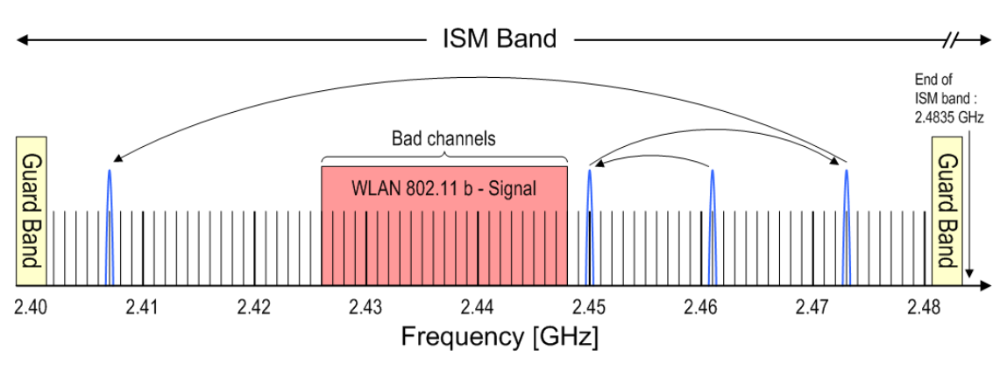 ISM Band
End of
ISM band :
2.4835 GHz
Bad channels
WLAN 802.11 b - Signal
Guard Band
Guard Band
2.40 2.41 2.42 2.43 2.44 2.45 2.46 2.47 2.48
Frequency [GHz]